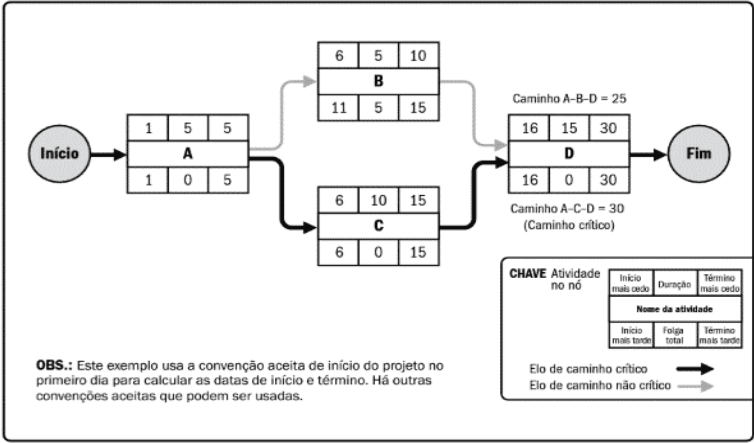 6 5 10
B
11 5 15
Caminho A–B–D = 25
1 5 5
A
1 0 5
16 15 30
D
16 0 30
Início
Fim
6 10 15
C
6 0 15
Caminho A–C–D = 30
(Caminho crítico)
CHAVE Atividade
no nó
Início
mais cedo
Duração
Término
mais cedo
Nome da atividade
Início
mais tarde
Folga
total
Término
mais tarde
Elo de caminho crítico
Elo de caminho não crítico
OBS.: Este exemplo usa a convenção aceita de início do projeto no
primeiro dia para calcular as datas de início e término. Há outras
convenções aceitas que podem ser usadas.